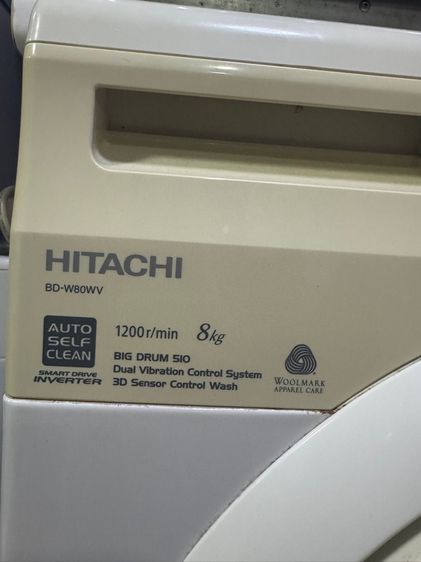 HITACHI
BD-W80WV
AUTO
SELF
CLEAN
SMART DRIVE
INVERTER
1200r/min 8kg
BIG DRUM 510
Dual Vibration Control System
3D Sensor Control Wash
WOOLMARK
APPAREL CARE